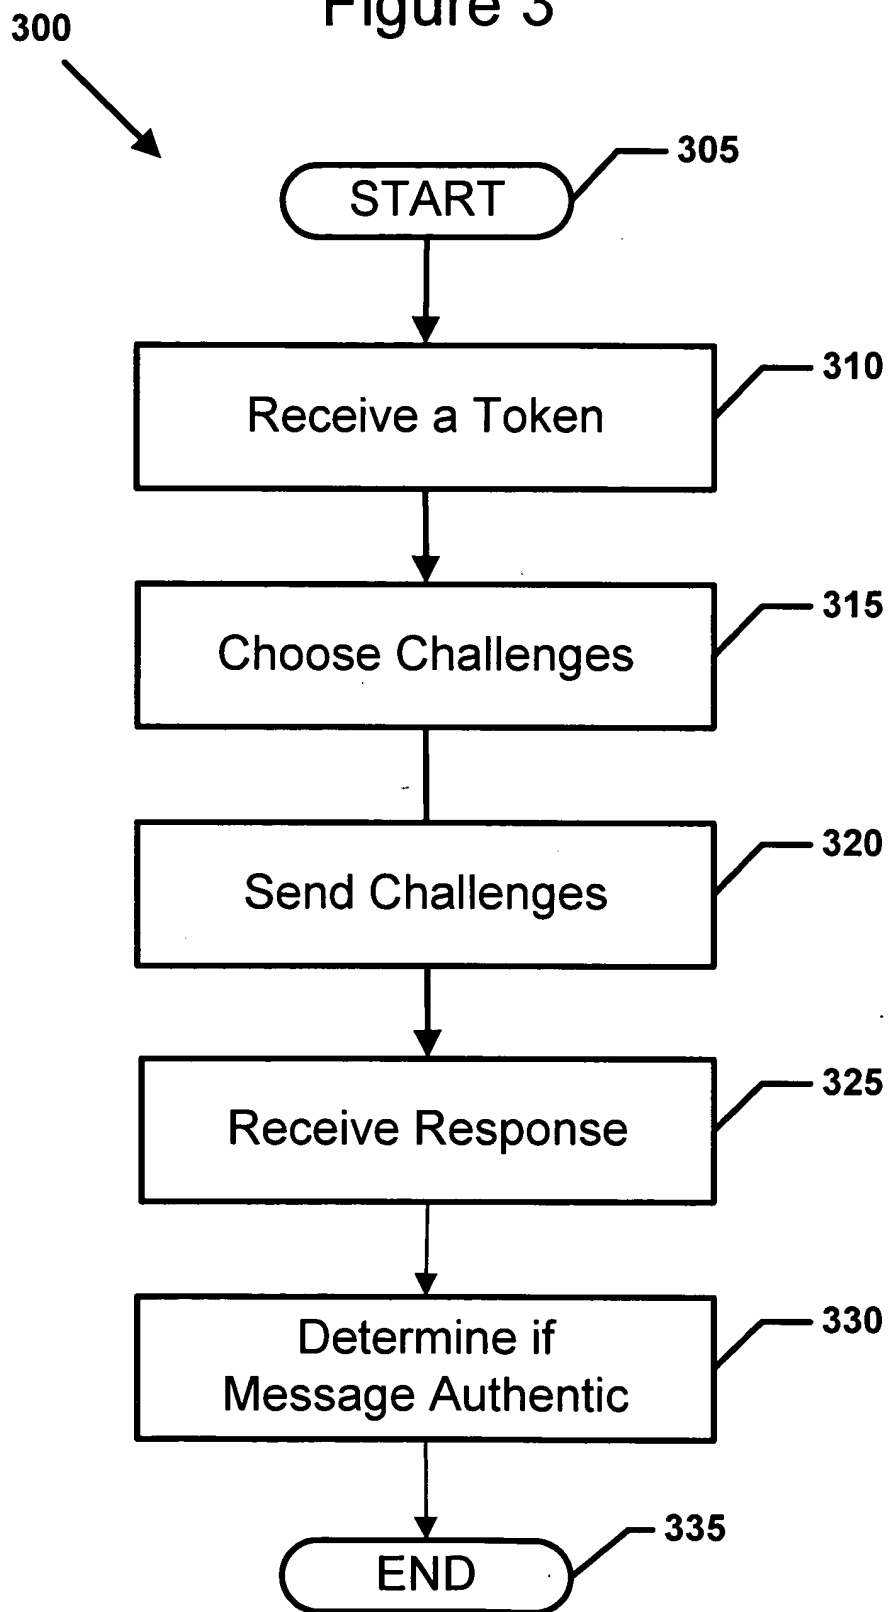 Figure 3
300
START
305
Receive a Token
310
Choose Challenges
315
Send Challenges
320
Receive Response
325
Determine if
Message Authentic
330
END
335